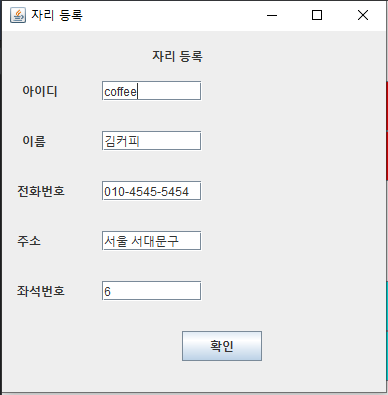 자리 등록
자리 등록
아이디 coffee
이름 김커피
전화번호 010-4545-5454
주소 서울 서대문구
좌석번호 6
확인